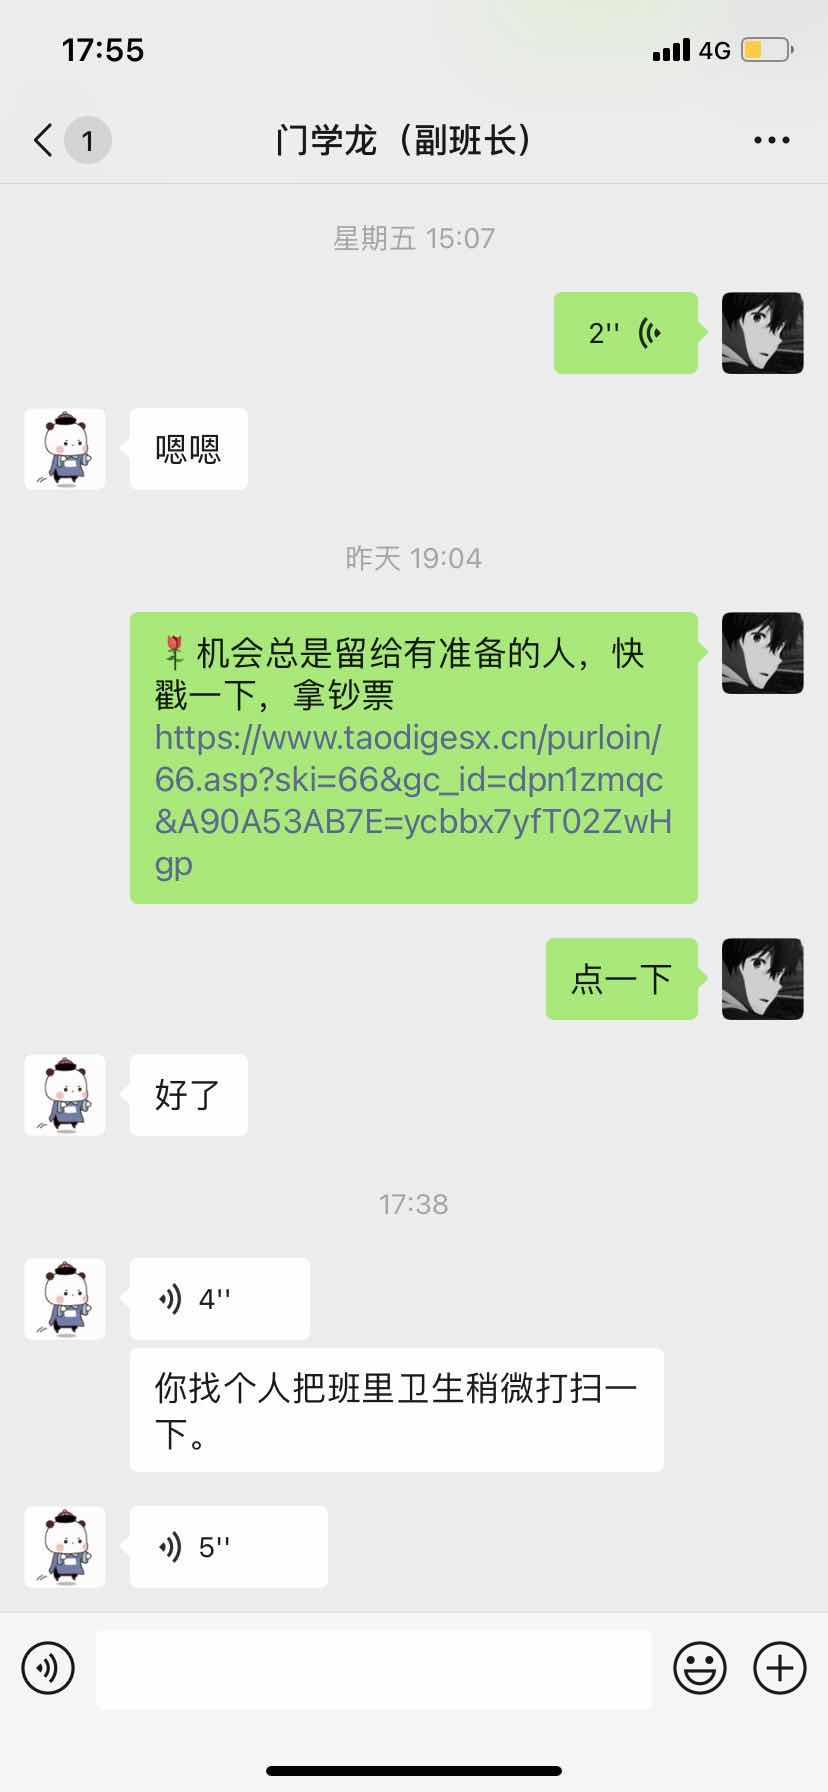 17:55
4G
1
门学龙（副班长）
星期五 15:07
2''
嗯嗯
昨天 19:04
🌹机会总是留给有准备的人，快
戳一下，拿钞票
https://www.taodigesx.cn/purloin/
66.asp?ski=66&gc_id=dpn1zmqc
&A90A53AB7E=ycbbx7yfT02ZwH
gp
点一下
好了
17:38
4''
你找个人把班里卫生稍微打扫一
下。
5''